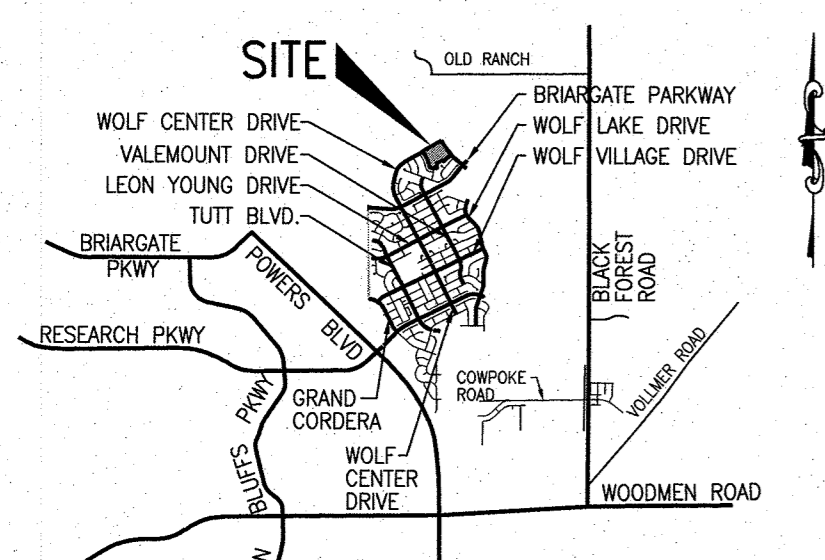 SITE
OLD RANCH
BRIARGATE PARKWAY
WOLF CENTER DRIVE
WOLF LAKE DRIVE
VALEMOUNT DRIVE
WOLF VILLAGE DRIVE
LEON YOUNG DRIVE
TUTT BLVD.
BRIARGATE
PKWY
POWERS BLVD
BLACK
FOREST
ROAD
RESEARCH PKWY
VOLLMER ROAD
COWPOKE
ROAD
GRAND
CORDERA
WOLF
CENTER
DRIVE
BLUFFS PKWY
WOODMEN ROAD